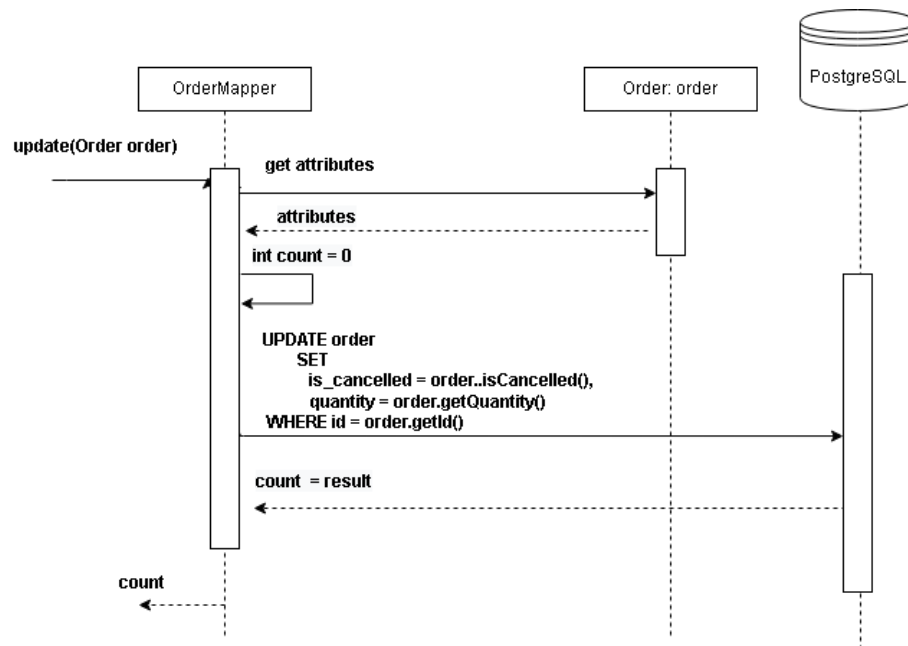 OrderMapper
Order: order
PostgreSQL
update(Order order)
get attributes
attributes
int count = 0
UPDATE order
SET
is_cancelled = order..isCancelled(),
quantity = order.getQuantity()
WHERE id = order.getId()
count = result
count